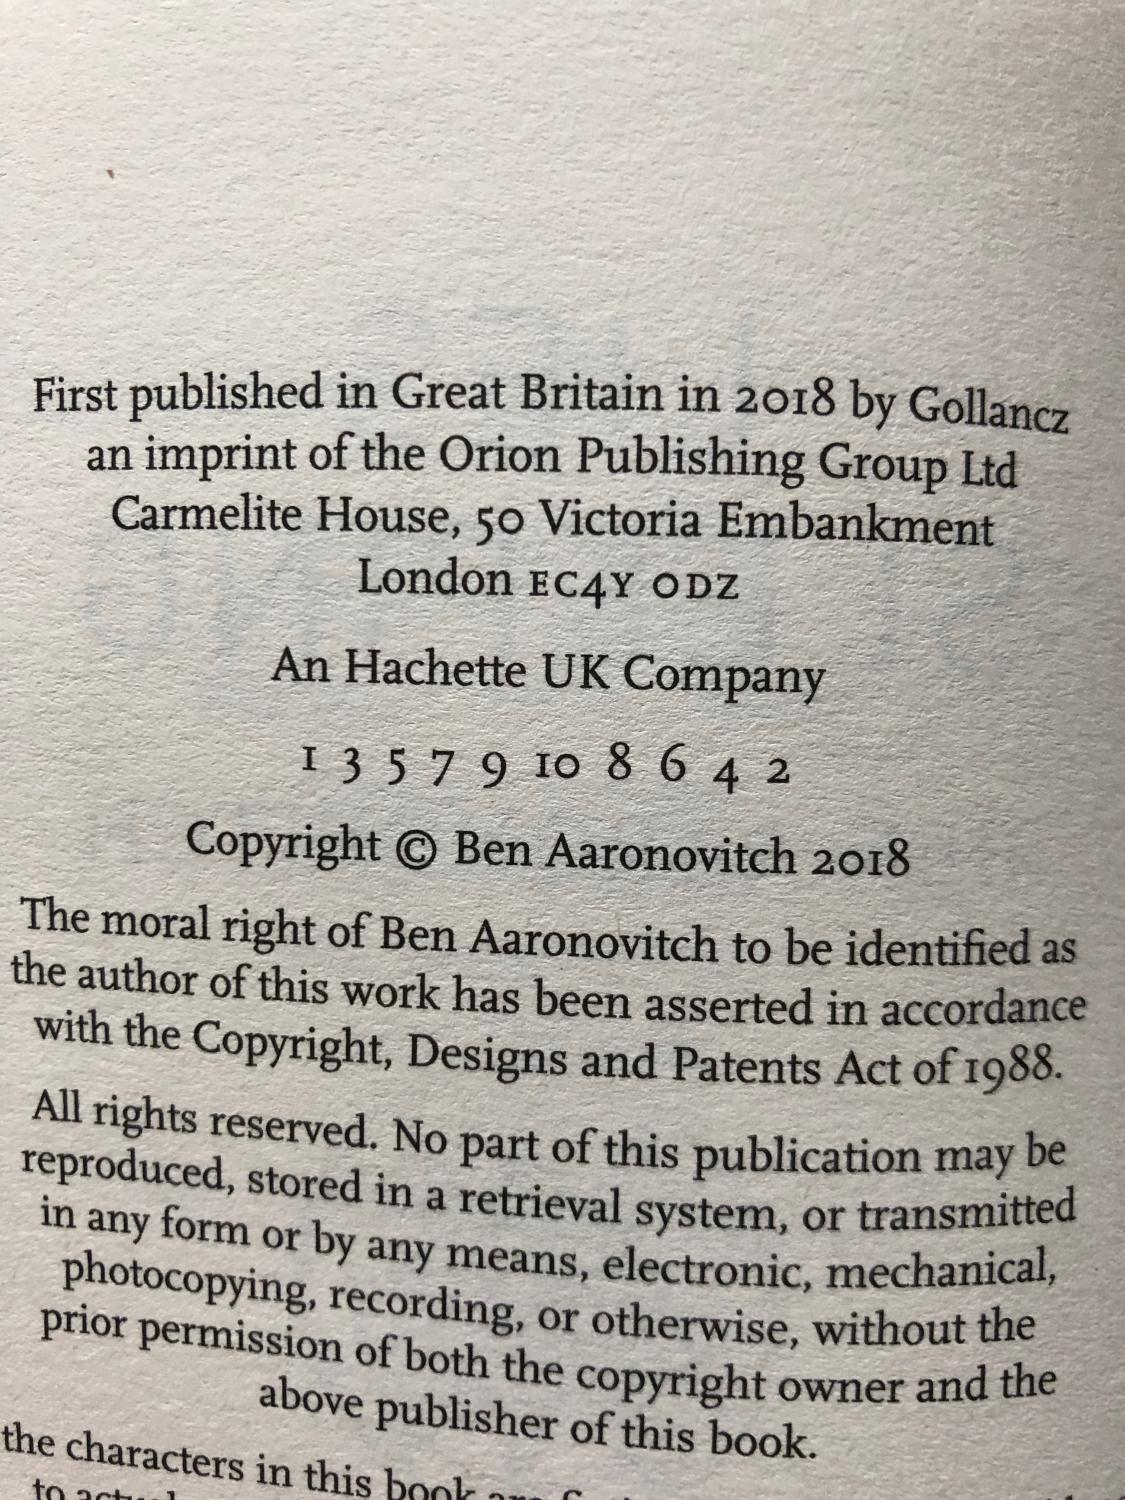 First published in Great Britain in 2018 by Gollancz
an imprint of the Orion Publishing Group Ltd
Carmelite House, 50 Victoria Embankment
London EC4Y 0DZ
An Hachette UK Company
1 3 5 7 9 10 8 6 4 2
Copyright © Ben Aaronovitch 2018
The moral right of Ben Aaronovitch to be identified as
the author of this work has been asserted in accordance
with the Copyright, Designs and Patents Act of 1988.
All rights reserved. No part of this publication may be
reproduced, stored in a retrieval system, or transmitted
in any form or by any means, electronic, mechanical,
photocopying, recording, or otherwise, without the
prior permission of both the copyright owner and the
above publisher of this book.
the characters in this book are
to